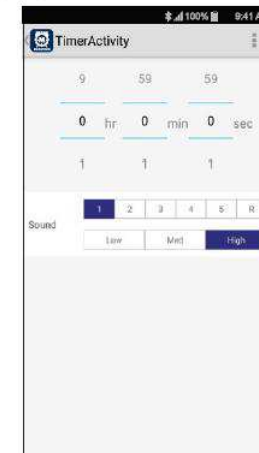 100% 9:41 A
TimerActivity
9 59 59
0 hr 0 min 0 sec
1 1 1
1 2 3 4 5 R
Sound
Low Med High